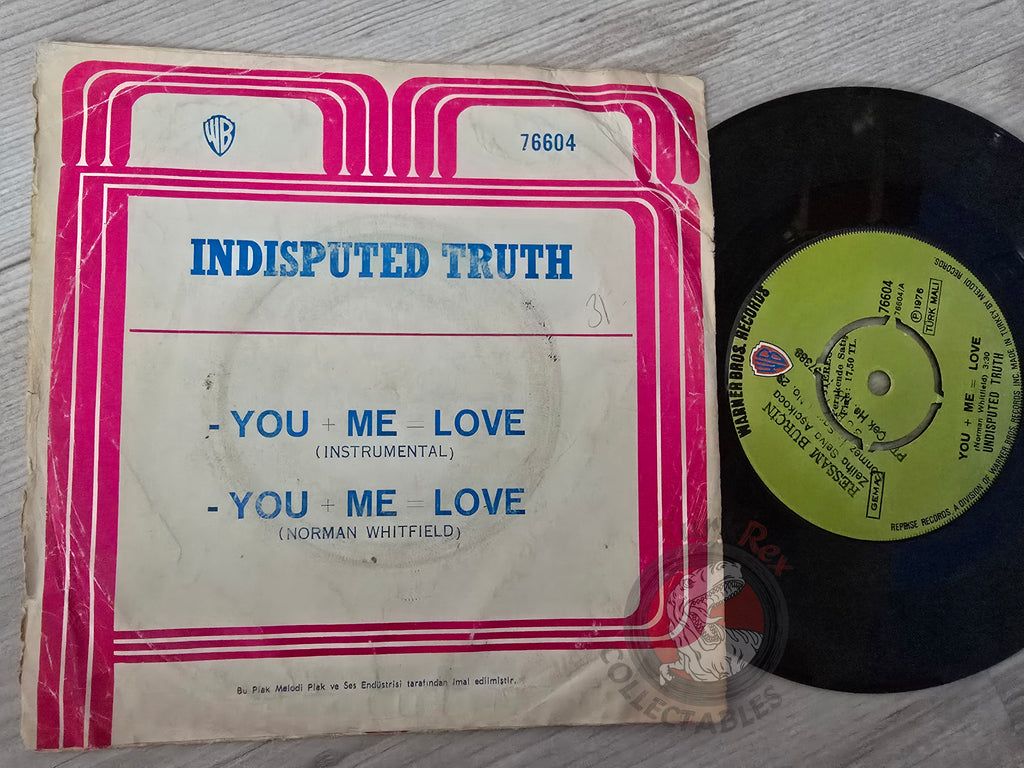 WB
76604
INDISPUTED TRUTH
31
- YOU + ME = LOVE
(INSTRUMENTAL)
- YOU + ME = LOVE
(NORMAN WHITFIELD)
Bu Plak Melodi Plak ve Ses Endüstrisi tarafından imal edilmiştir.
WARNER BROS. RECORDS
WB
76604
76604/A
℗1976
TÜRK MALI
GEMA
RESSAM BURÇİN
YOU + ME = LOVE
(Norman Whitfield) 3:30
UNDISPUTED TRUTH
REPRISE RECORDS, A DIVISION OF WARNER BROS. RECORDS INC. MADE IN TURKEY BY MELODİ RECORDS.
Rex
COLLECTABLES